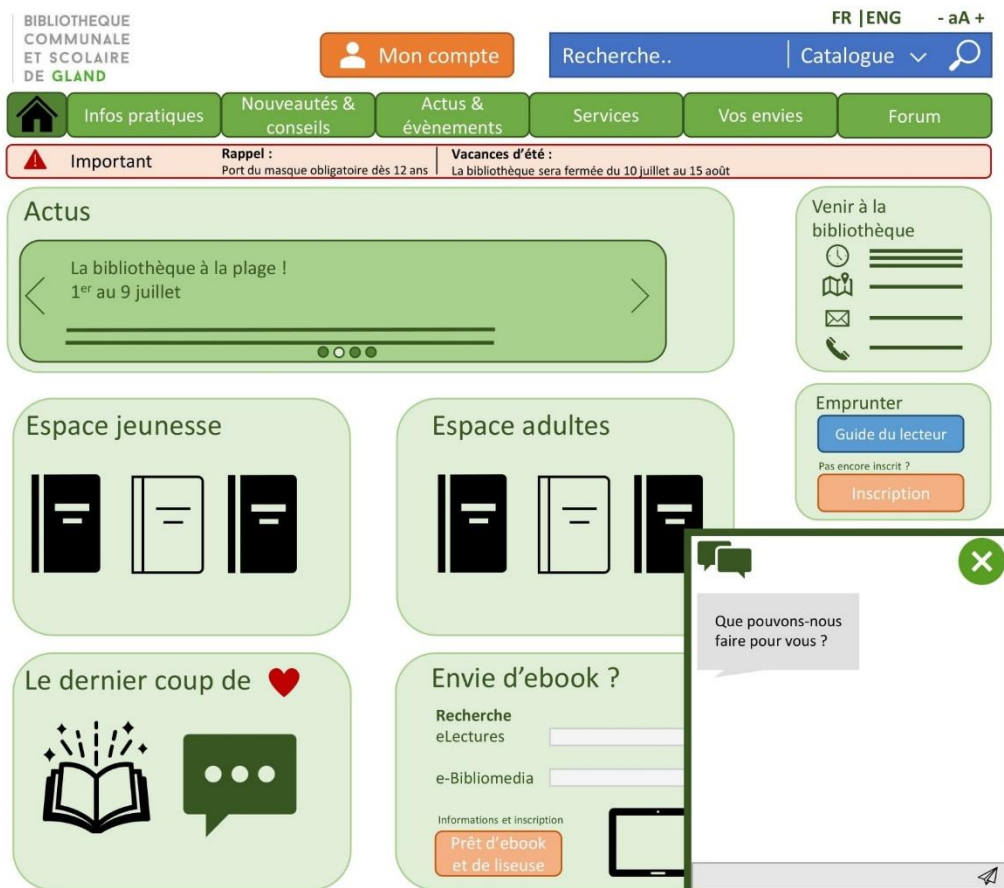 BIBLIOTHEQUE
COMMUNALE
ET SCOLAIRE
DE GLAND
FR |ENG - aA +
Mon compte
Recherche.. Catalogue
Infos pratiques
Nouveautés &
conseils
Actus &
évènements
Services
Vos envies
Forum
Important
Rappel :
Port du masque obligatoire dès 12 ans
Vacances d'été :
La bibliothèque sera fermée du 10 juillet au 15 août
Actus
La bibliothèque à la plage !
1er au 9 juillet
Venir à la
bibliothèque
Emprunter
Guide du lecteur
Pas encore inscrit ?
Inscription
Espace jeunesse
Espace adultes
Que pouvons-nous
faire pour vous ?
Le dernier coup de
Envie d'ebook ?
Recherche
eLectures
e-Bibliomedia
Informations et inscription
Prêt d'ebook
et de liseuse